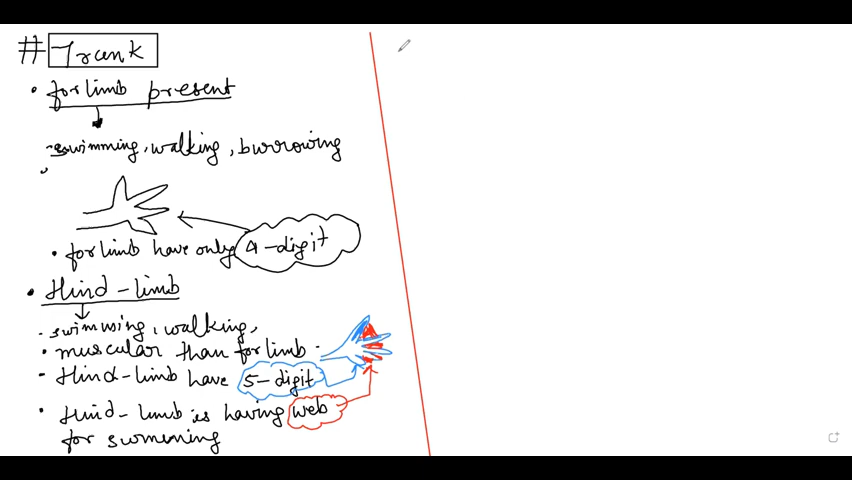 # Trunk
• forlimb present
-swimming, walking, burrowing
• forlimb have only 4-digit
• Hind-limb
- swimming, walking,
• muscular than forlimb -
- Hind-limb have 5-digit
• Hind-limb is having web
for swimming